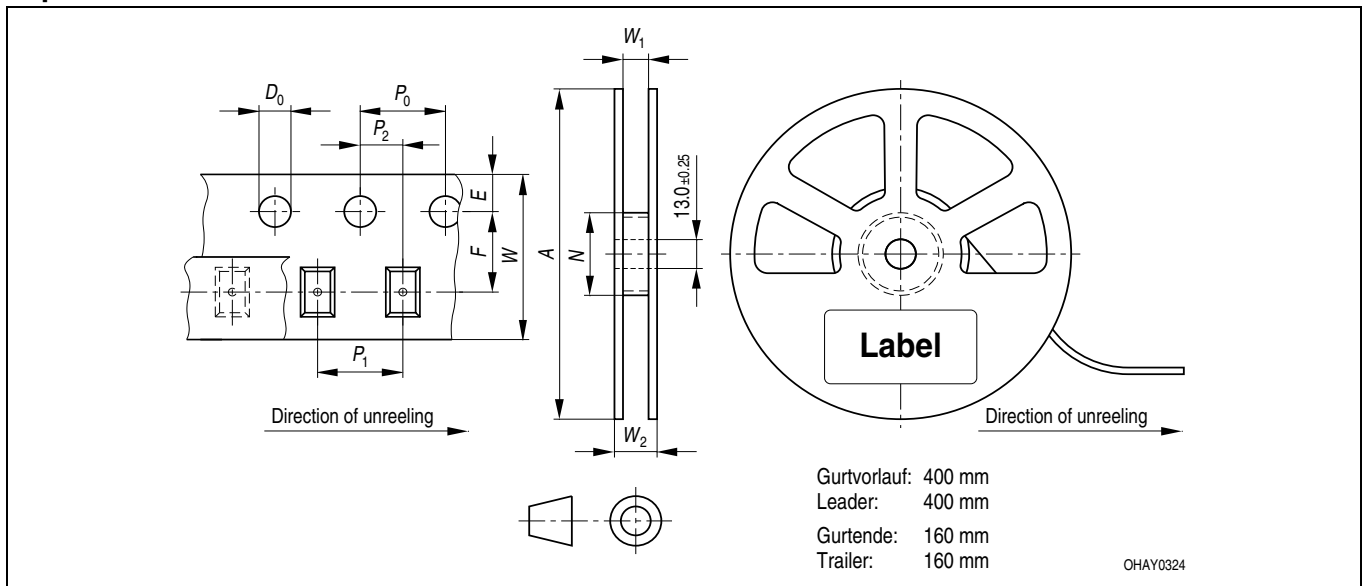 W1
D0
P0
P2
E
F
W
A
N
13.0 ±0.25
P1
W2
Label
Direction of unreeling
Direction of unreeling
Gurtvorlauf: 400 mm
Leader: 400 mm
Gurtende: 160 mm
Trailer: 160 mm
OHAY0324